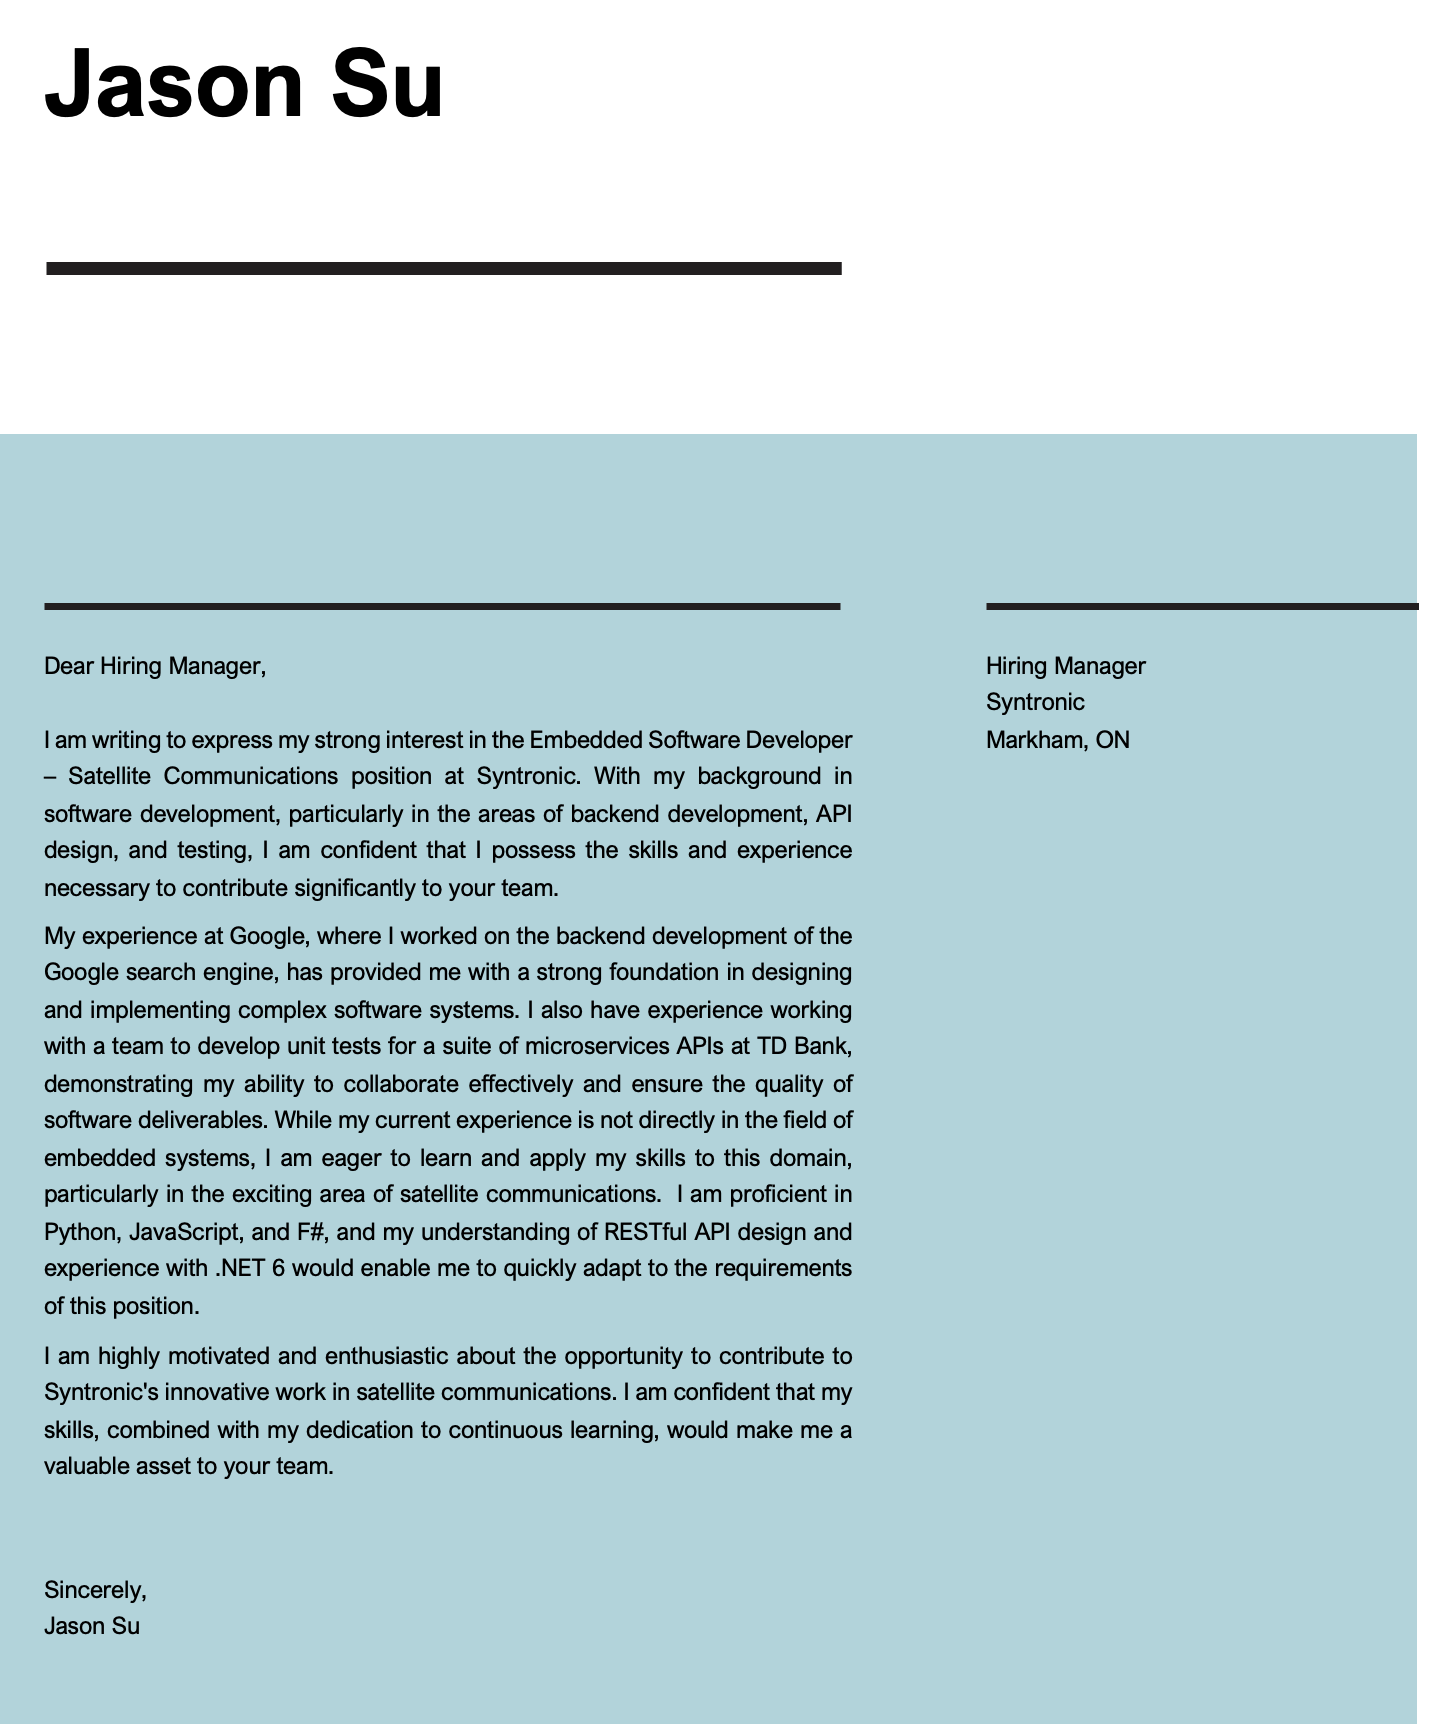 Jason Su
Dear Hiring Manager,
I am writing to express my strong interest in the Embedded Software Developer
– Satellite Communications position at Syntronic. With my background in
software development, particularly in the areas of backend development, API
design, and testing, I am confident that I possess the skills and experience
necessary to contribute significantly to your team.
My experience at Google, where I worked on the backend development of the
Google search engine, has provided me with a strong foundation in designing
and implementing complex software systems. I also have experience working
with a team to develop unit tests for a suite of microservices APIs at TD Bank,
demonstrating my ability to collaborate effectively and ensure the quality of
software deliverables. While my current experience is not directly in the field of
embedded systems, I am eager to learn and apply my skills to this domain,
particularly in the exciting area of satellite communications.  I am proficient in
Python, JavaScript, and F#, and my understanding of RESTful API design and
experience with .NET 6 would enable me to quickly adapt to the requirements
of this position.
I am highly motivated and enthusiastic about the opportunity to contribute to
Syntronic's innovative work in satellite communications. I am confident that my
skills, combined with my dedication to continuous learning, would make me a
valuable asset to your team.
Sincerely,
Jason Su
Hiring Manager
Syntronic
Markham, ON